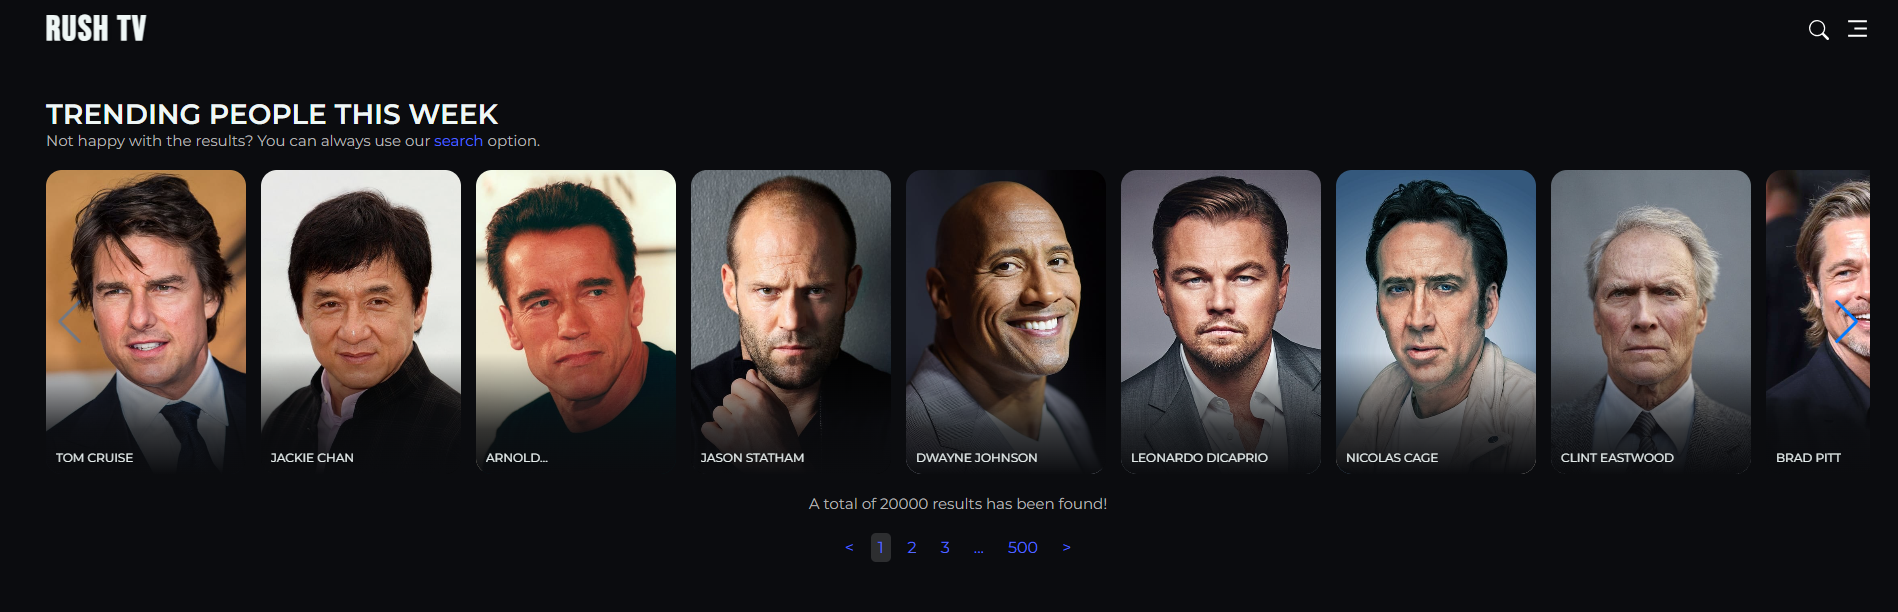 RUSH TV
TRENDING PEOPLE THIS WEEK
Not happy with the results? You can always use our search option.
TOM CRUISE
JACKIE CHAN
ARNOLD...
JASON STATHAM
DWAYNE JOHNSON
LEONARDO DICAPRIO
NICOLAS CAGE
CLINT EASTWOOD
BRAD PITT
A total of 20000 results has been found!
< 1 2 3 ... 500 >